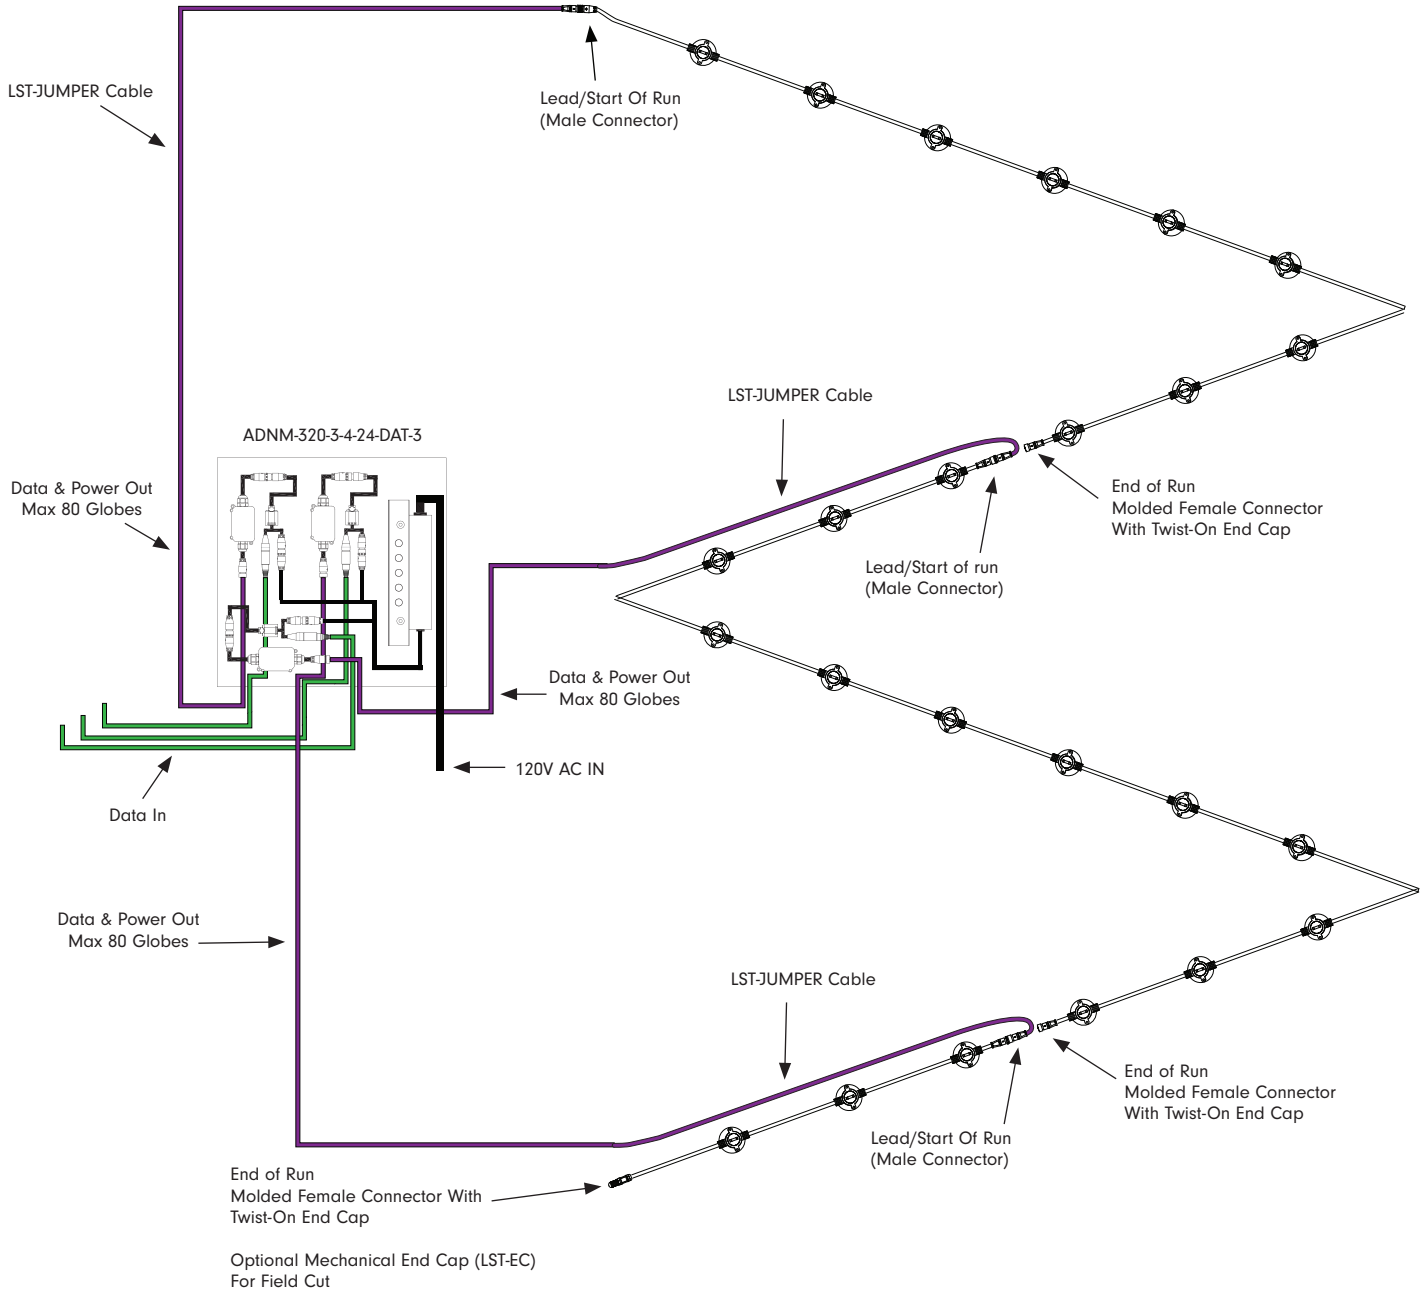 LST-JUMPER Cable
Lead/Start Of Run
(Male Connector)
LST-JUMPER Cable
ADNM-320-3-4-24-DAT-3
Data & Power Out
Max 80 Globes
End of Run
Molded Female Connector
With Twist-On End Cap
Lead/Start of run
(Male Connector)
Data & Power Out
Max 80 Globes
120V AC IN
Data In
Data & Power Out
Max 80 Globes
LST-JUMPER Cable
End of Run
Molded Female Connector
With Twist-On End Cap
Lead/Start Of Run
(Male Connector)
End of Run
Molded Female Connector With
Twist-On End Cap
Optional Mechanical End Cap (LST-EC)
For Field Cut